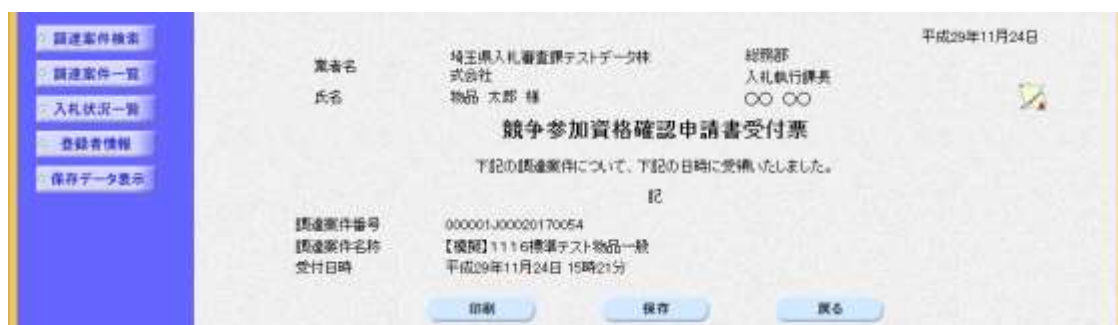 調達案件検索
調達案件一覧
入札状況一覧
登録者情報
保存データ表示
平成29年11月24日
業者名
埼玉県入札審査課テストデータ株
式会社
総務部
入札執行課長
氏名
物品 太郎 様
〇〇 〇〇
競争参加資格確認申請書受付票
下記の調達案件について、下記の日時に受領いたしました。
記
調達案件番号 000001J00020170054
調達案件名称 【模擬】1116標準テスト物品一般
受付日時 平成29年11月24日 15時21分
印刷
保存
戻る